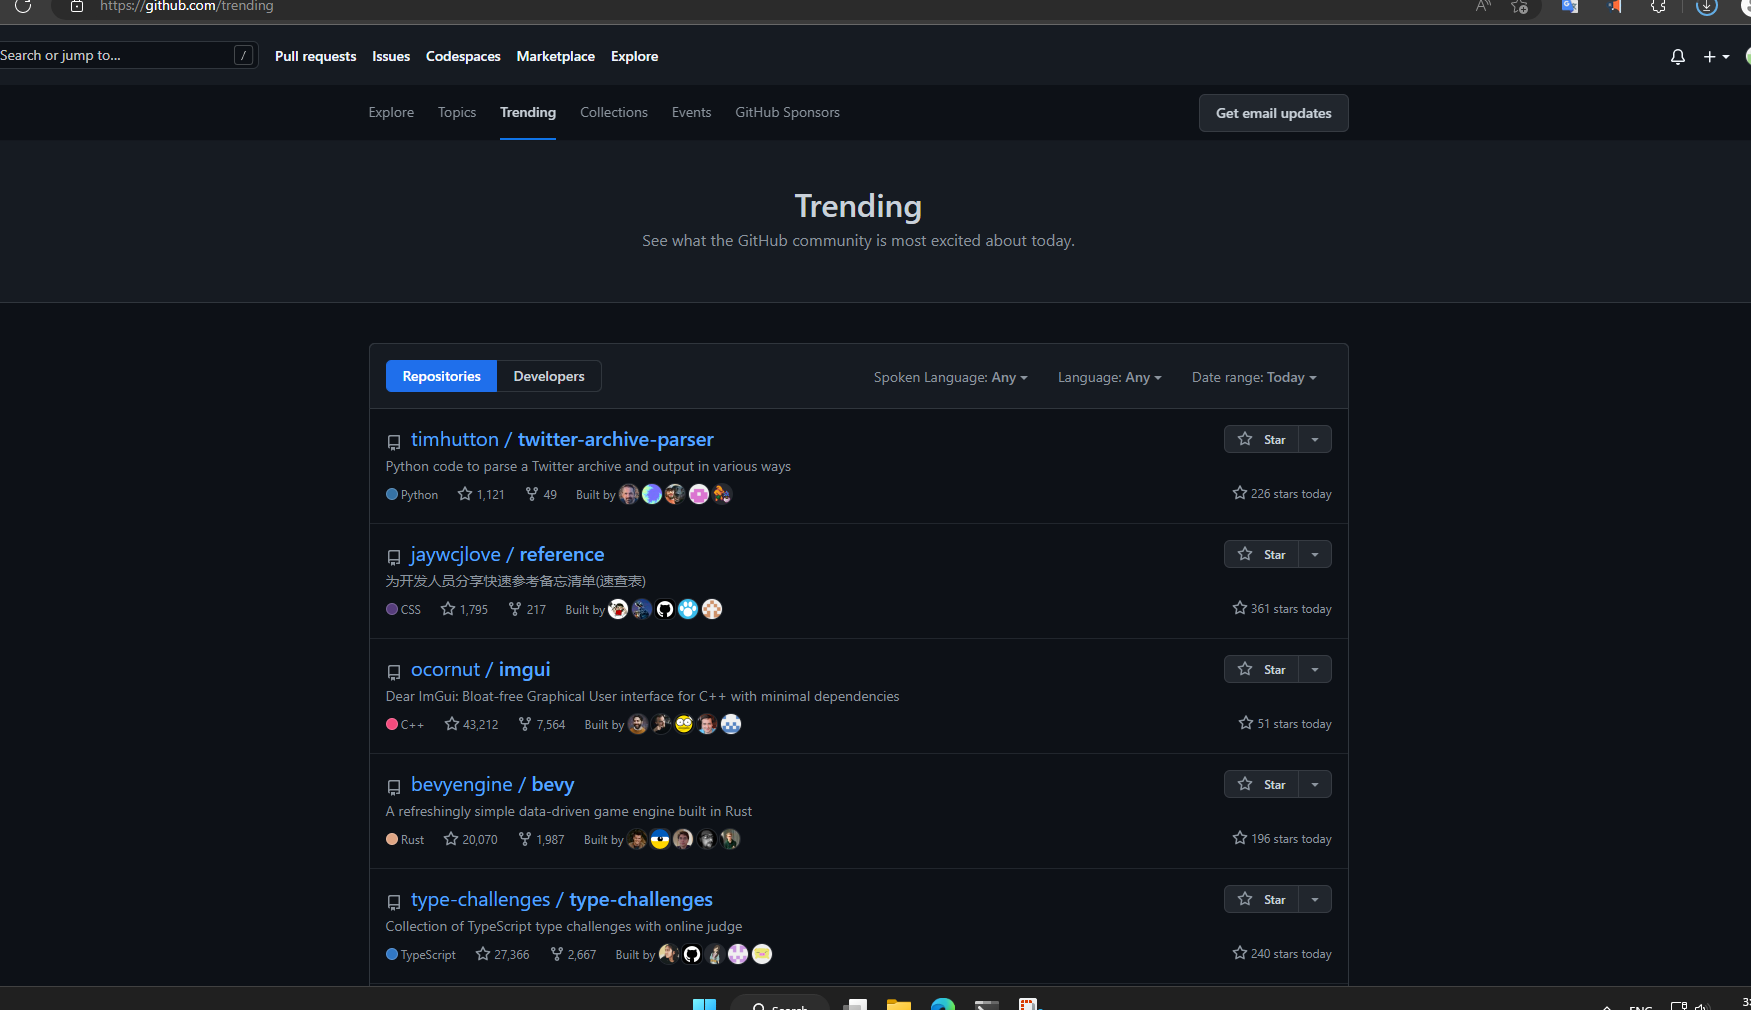 https://github.com/trending
Search or jump to... / Pull requests Issues Codespaces Marketplace Explore
Explore Topics Trending Collections Events GitHub Sponsors Get email updates
Trending
See what the GitHub community is most excited about today.
Repositories Developers Spoken Language: Any Language: Any Date range: Today
timhutton / twitter-archive-parser Star
Python code to parse a Twitter archive and output in various ways
Python 1,121 49 Built by 226 stars today
jaywcjlove / reference Star
为开发人员分享快速参考备忘清单(速查表)
CSS 1,795 217 Built by 361 stars today
ocornut / imgui Star
Dear ImGui: Bloat-free Graphical User interface for C++ with minimal dependencies
C++ 43,212 7,564 Built by 51 stars today
bevyengine / bevy Star
A refreshingly simple data-driven game engine built in Rust
Rust 20,070 1,987 Built by 196 stars today
type-challenges / type-challenges Star
Collection of TypeScript type challenges with online judge
TypeScript 27,366 2,667 Built by 240 stars today
Search ENG